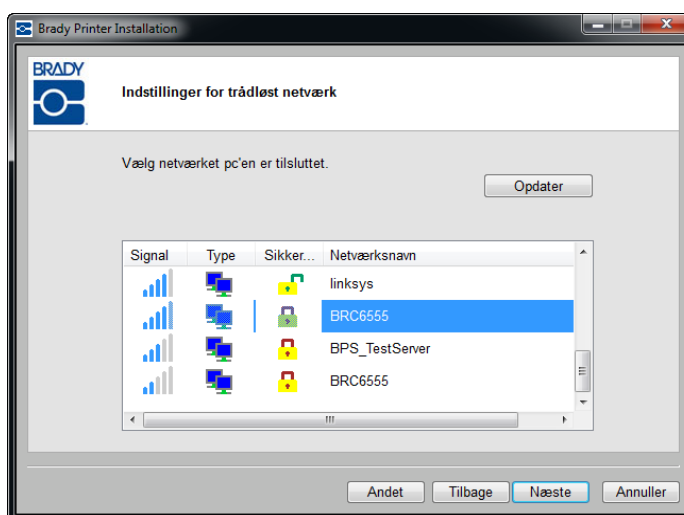 Brady Printer Installation
BRADY
Indstillinger for trådløst netværk
Vælg netværket pc'en er tilsluttet.
Opdater
Signal Type Sikker... Netværksnavn
linksys
BRC6555
BPS_TestServer
BRC6555
Andet Tilbage Næste Annuller